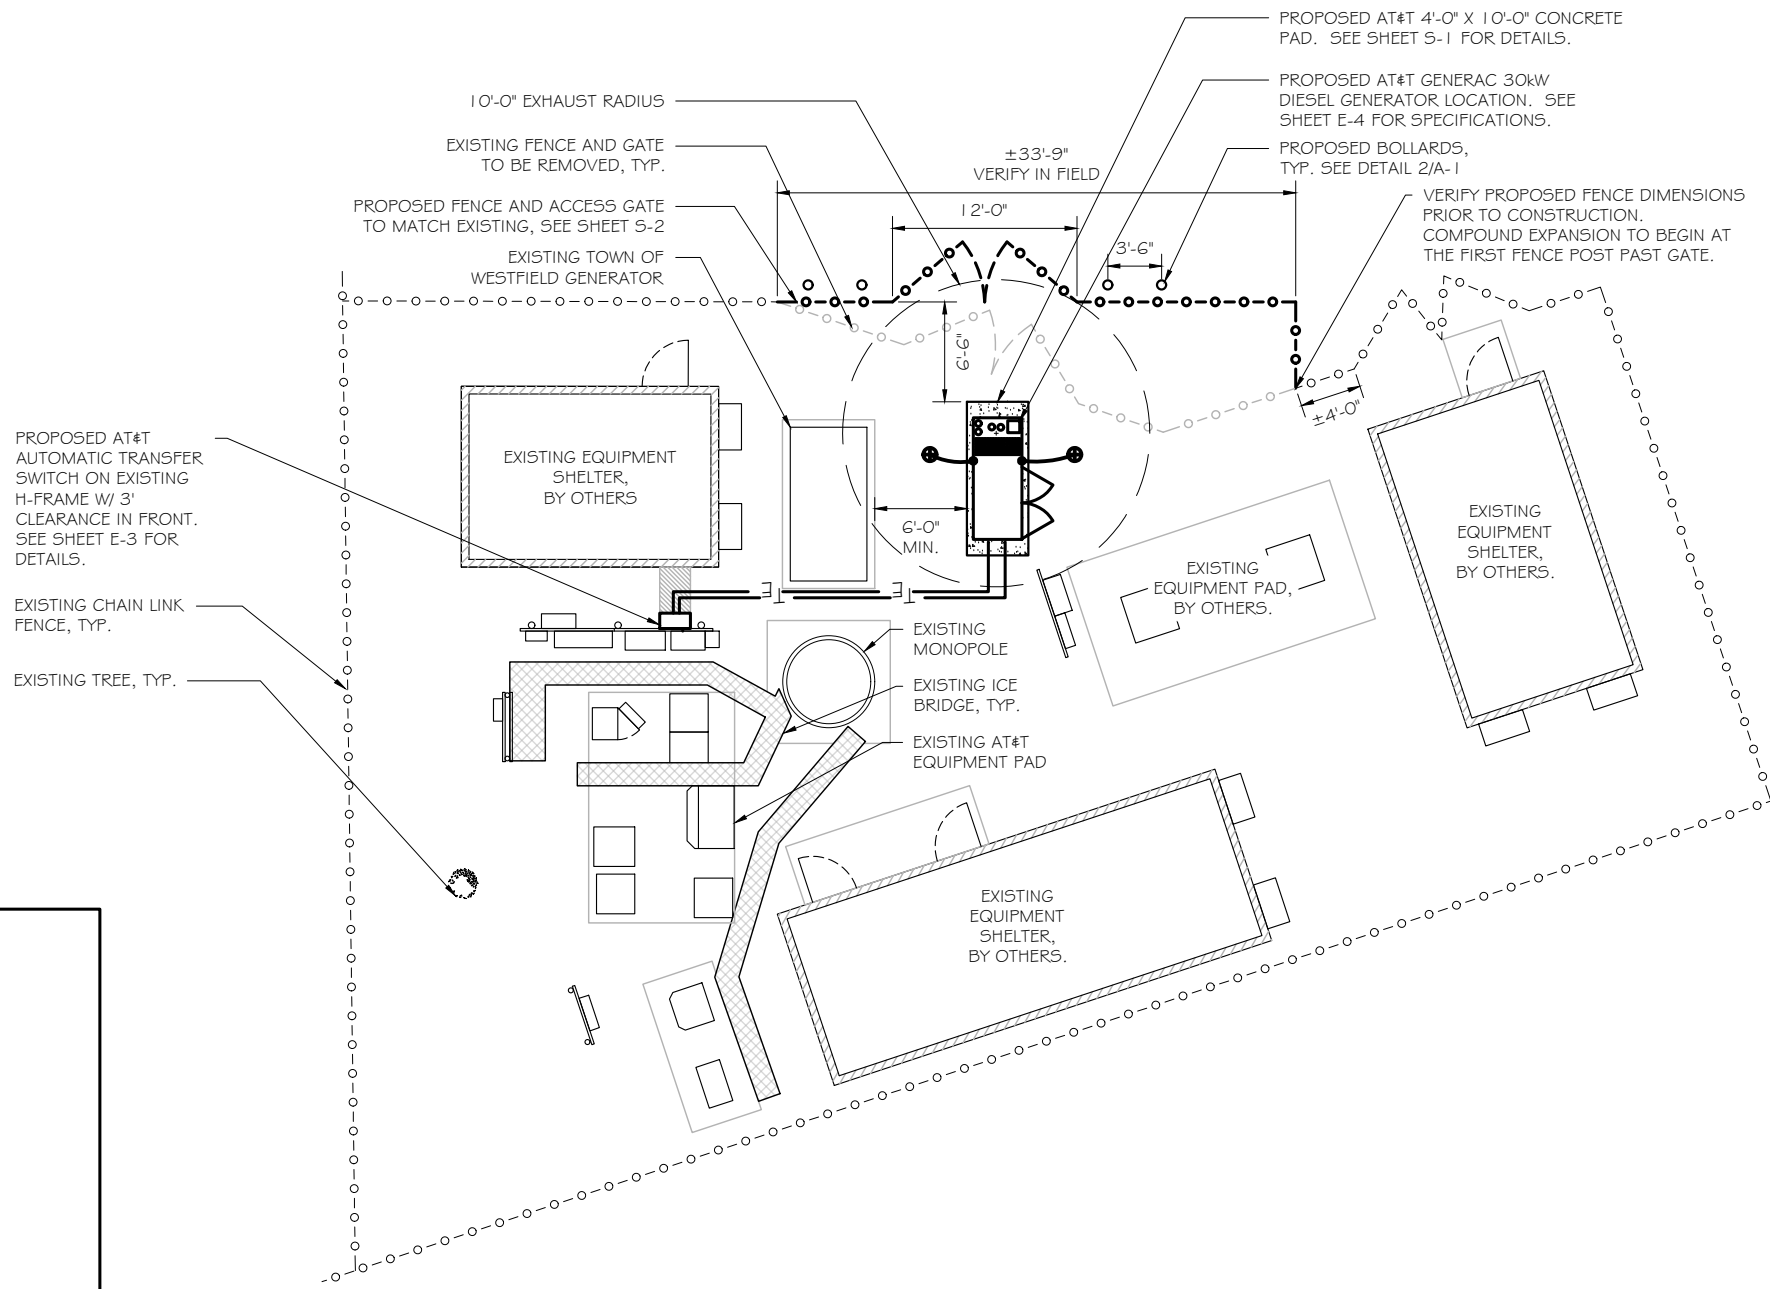 PROPOSED AT&T 4'-0" X 10'-0" CONCRETE
PAD. SEE SHEET S-1 FOR DETAILS.
PROPOSED AT&T GENERAC 30kW
DIESEL GENERATOR LOCATION. SEE
SHEET E-4 FOR SPECIFICATIONS.
PROPOSED BOLLARDS,
TYP. SEE DETAIL 2/A-1
VERIFY PROPOSED FENCE DIMENSIONS
PRIOR TO CONSTRUCTION.
COMPOUND EXPANSION TO BEGIN AT
THE FIRST FENCE POST PAST GATE.
10'-0" EXHAUST RADIUS
EXISTING FENCE AND GATE
TO BE REMOVED, TYP.
PROPOSED FENCE AND ACCESS GATE
TO MATCH EXISTING, SEE SHEET S-2
EXISTING TOWN OF
WESTFIELD GENERATOR
±33'-9"
VERIFY IN FIELD
12'-0"
3'-6"
6'-6"
±4'-0"
PROPOSED AT&T
AUTOMATIC TRANSFER
SWITCH ON EXISTING
H-FRAME W/ 3'
CLEARANCE IN FRONT.
SEE SHEET E-3 FOR
DETAILS.
EXISTING CHAIN LINK
FENCE, TYP.
EXISTING TREE, TYP.
EXISTING EQUIPMENT
SHELTER,
BY OTHERS
6'-0"
MIN.
E
T
E
T
EXISTING
EQUIPMENT PAD,
BY OTHERS.
EXISTING
EQUIPMENT
SHELTER,
BY OTHERS.
EXISTING
MONOPOLE
EXISTING ICE
BRIDGE, TYP.
EXISTING AT&T
EQUIPMENT PAD
EXISTING
EQUIPMENT
SHELTER,
BY OTHERS.